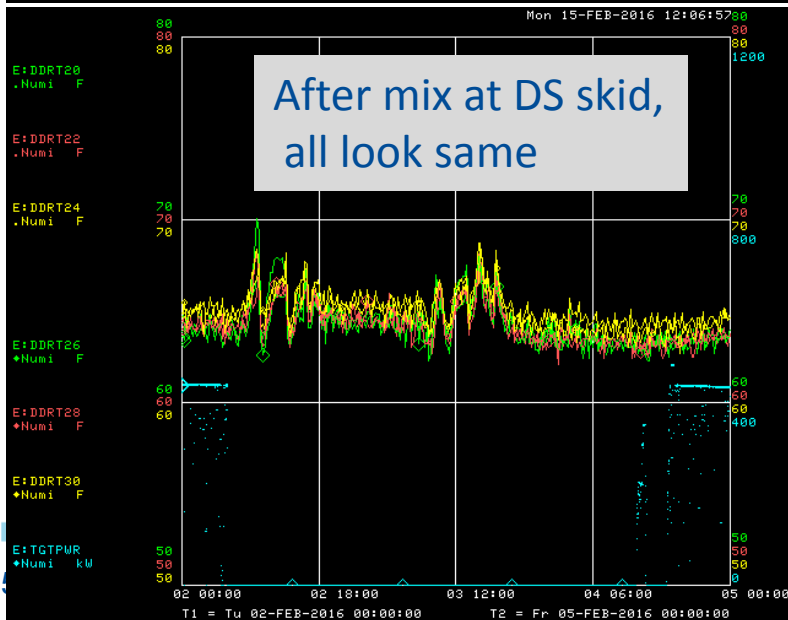 Mon 15-FEB-2016 12:06:57
80
80
80
80
80
80
1200
After mix at DS skid,
all look same
E:DDRT20
.Numi F
E:DDRT22
.Numi F
E:DDRT24
.Numi F
70
70
70
70
70
70
800
E:DDRT26
◆Numi F
60
60
60
60
60
60
400
E:DDRT28
◆Numi F
E:DDRT30
◆Numi F
E:TGTPWR
◆Numi kW
50
50
50
50
50
50
0
02 00:00 02 18:00 03 12:00 04 06:00 05 00:00
T1 = Tu 02-FEB-2016 00:00:00 T2 = Fr 05-FEB-2016 00:00:00